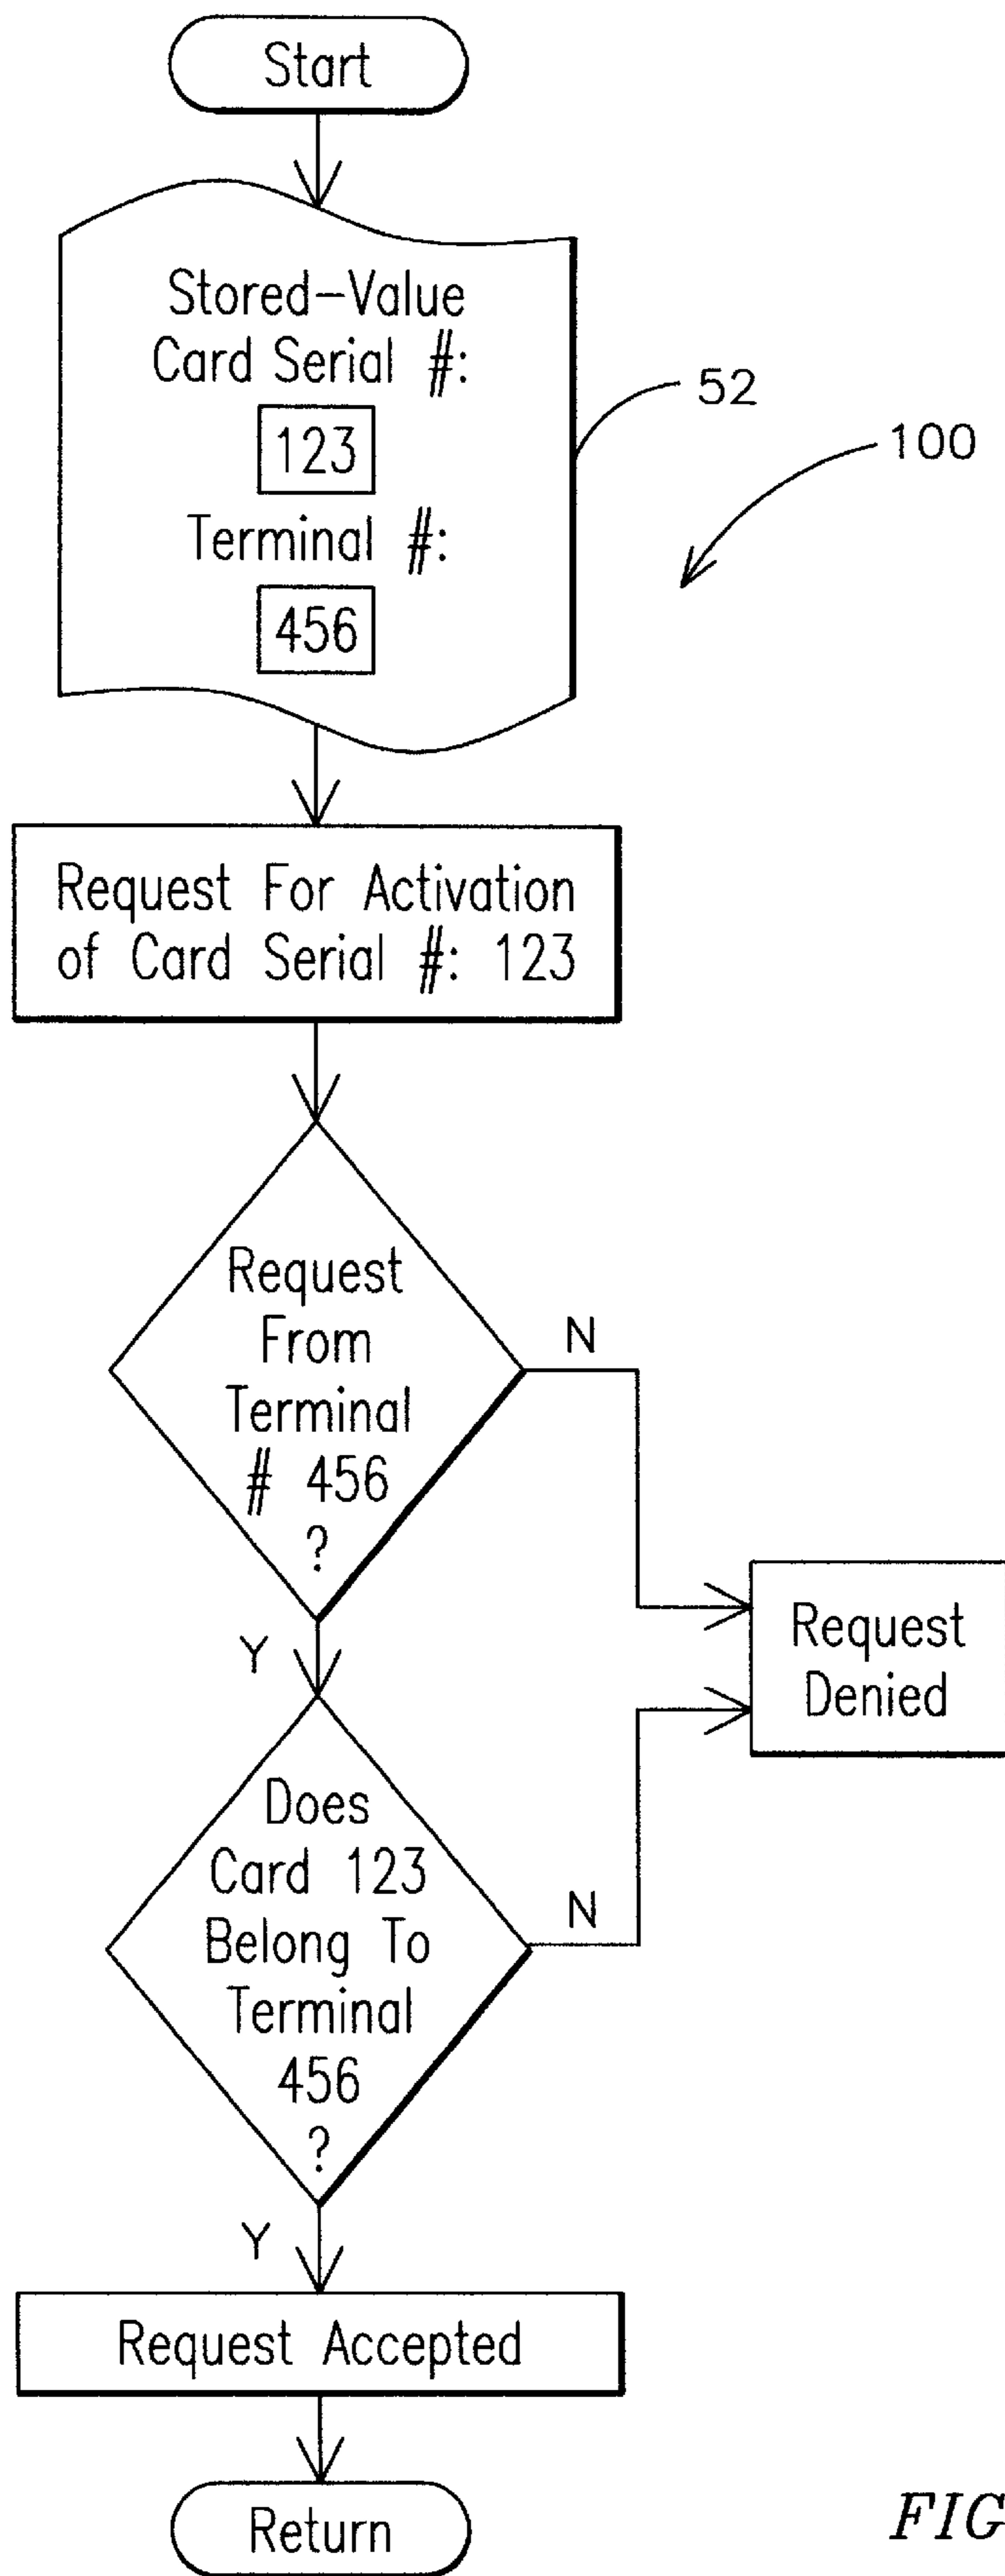 Start
Stored-Value
Card Serial #:
123
Terminal #:
456
52
100
Request For Activation
of Card Serial #: 123
Request
From
Terminal
# 456
?
N
Y
Request
Denied
Does
Card 123
Belong To
Terminal
456
?
N
Y
Request Accepted
Return
FIG